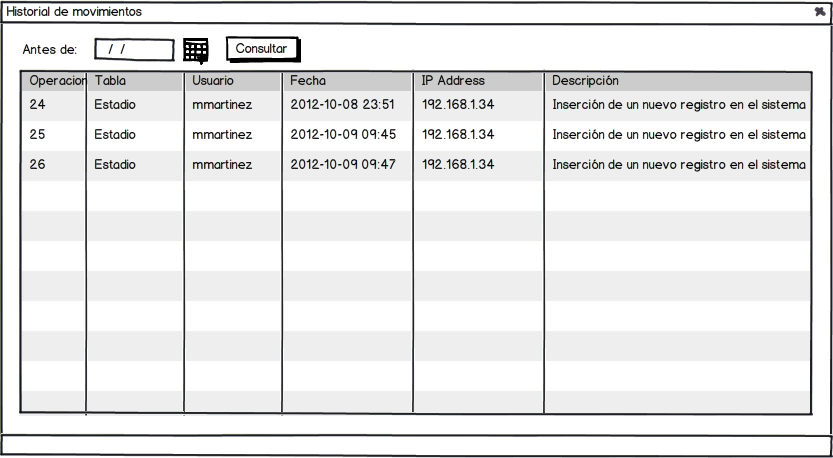 Historial de movimientos
Antes de: / / Consultar
Operacion Tabla Usuario Fecha IP Address Descripción
24 Estadio mmartinez 2012-10-08 23:51 192.168.1.34 Inserción de un nuevo registro en el sistema
25 Estadio mmartinez 2012-10-09 09:45 192.168.1.34 Inserción de un nuevo registro en el sistema
26 Estadio mmartinez 2012-10-09 09:47 192.168.1.34 Inserción de un nuevo registro en el sistema